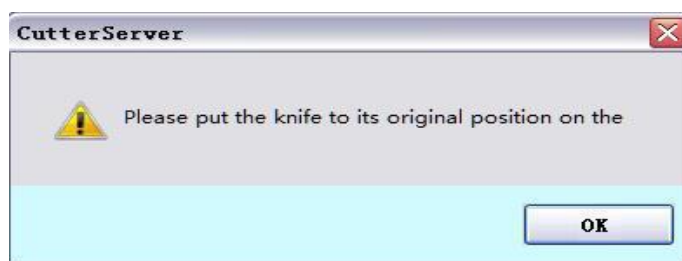 CutterServer
Please put the knife to its original position on the
OK